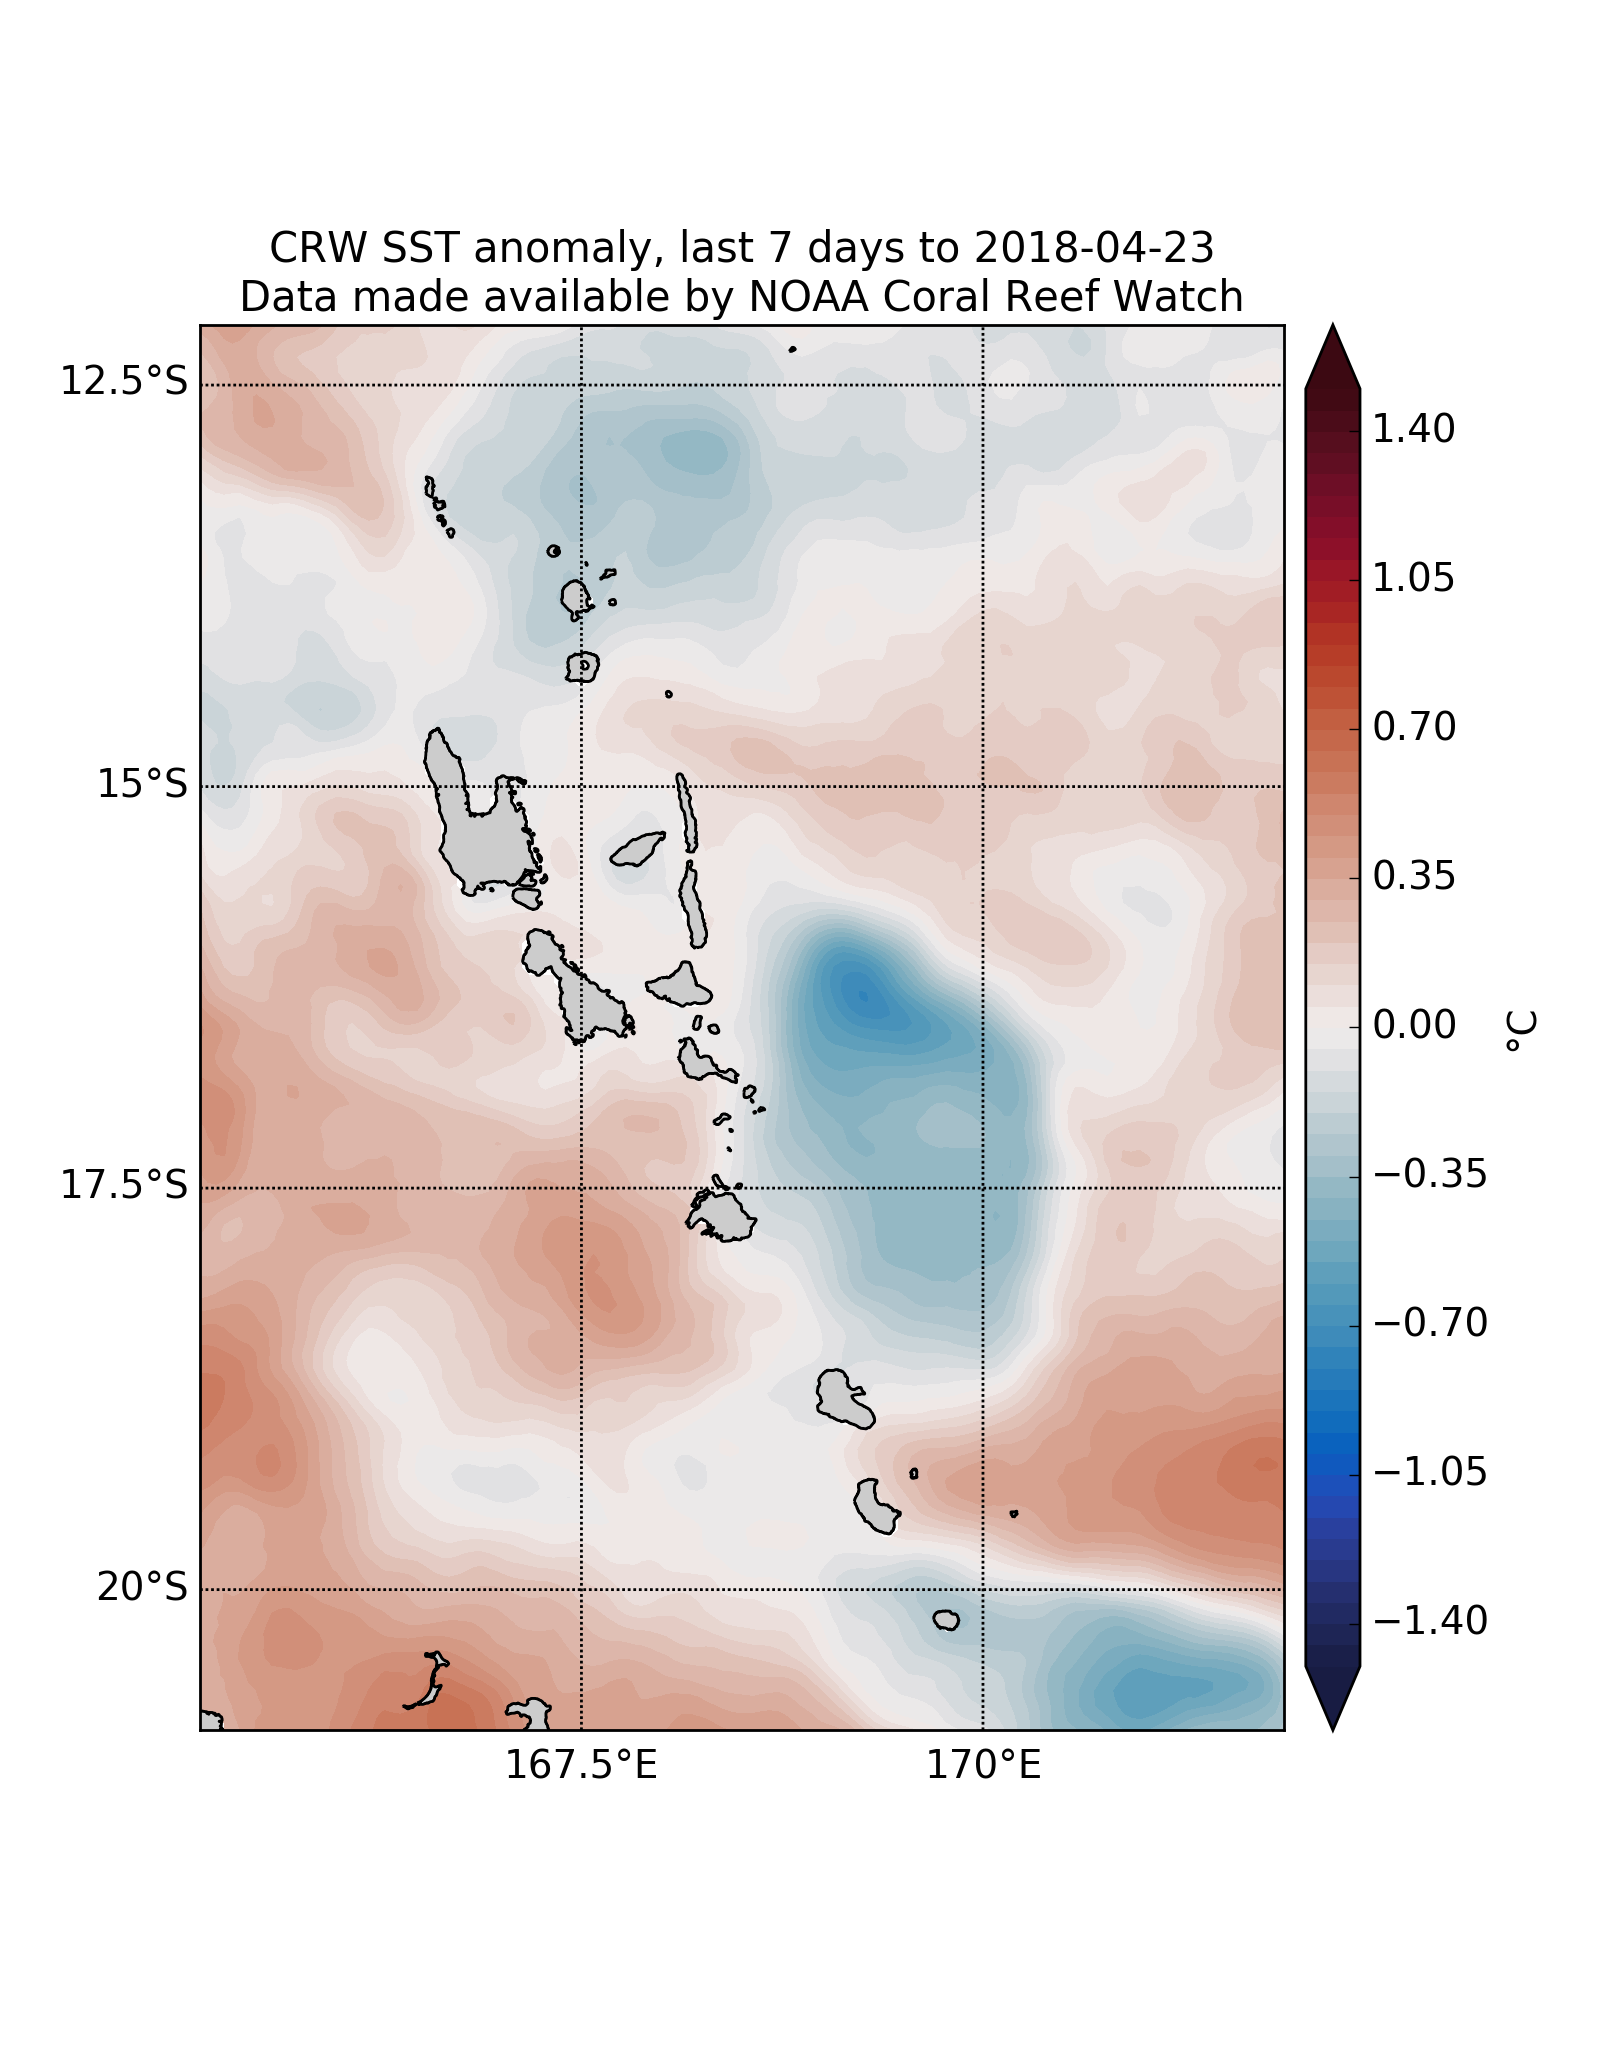 CRW SST anomaly, last 7 days to 2018-04-23
Data made available by NOAA Coral Reef Watch
12.5°S
15°S
17.5°S
20°S
167.5°E
170°E
1.40
1.05
0.70
0.35
0.00
−0.35
−0.70
−1.05
−1.40
°C